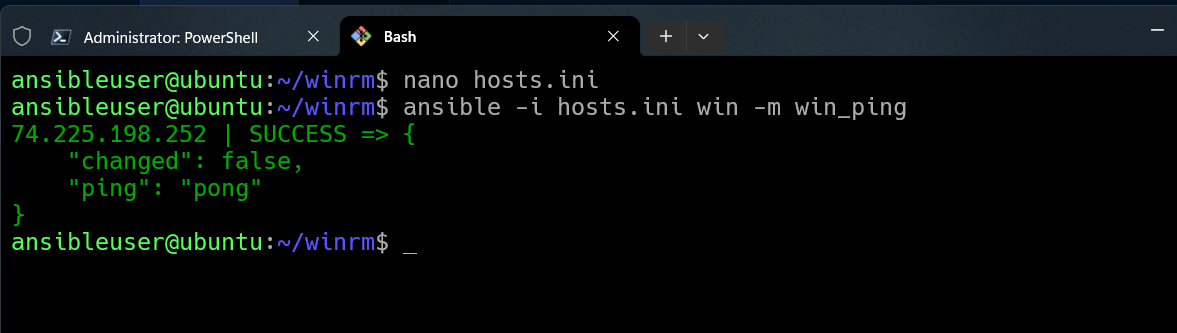 Administrator: PowerShell
Bash
ansibleuser@ubuntu:~/winrm$ nano hosts.ini
ansibleuser@ubuntu:~/winrm$ ansible -i hosts.ini win -m win_ping
74.225.198.252 | SUCCESS => {
    "changed": false,
    "ping": "pong"
}
ansibleuser@ubuntu:~/winrm$ _